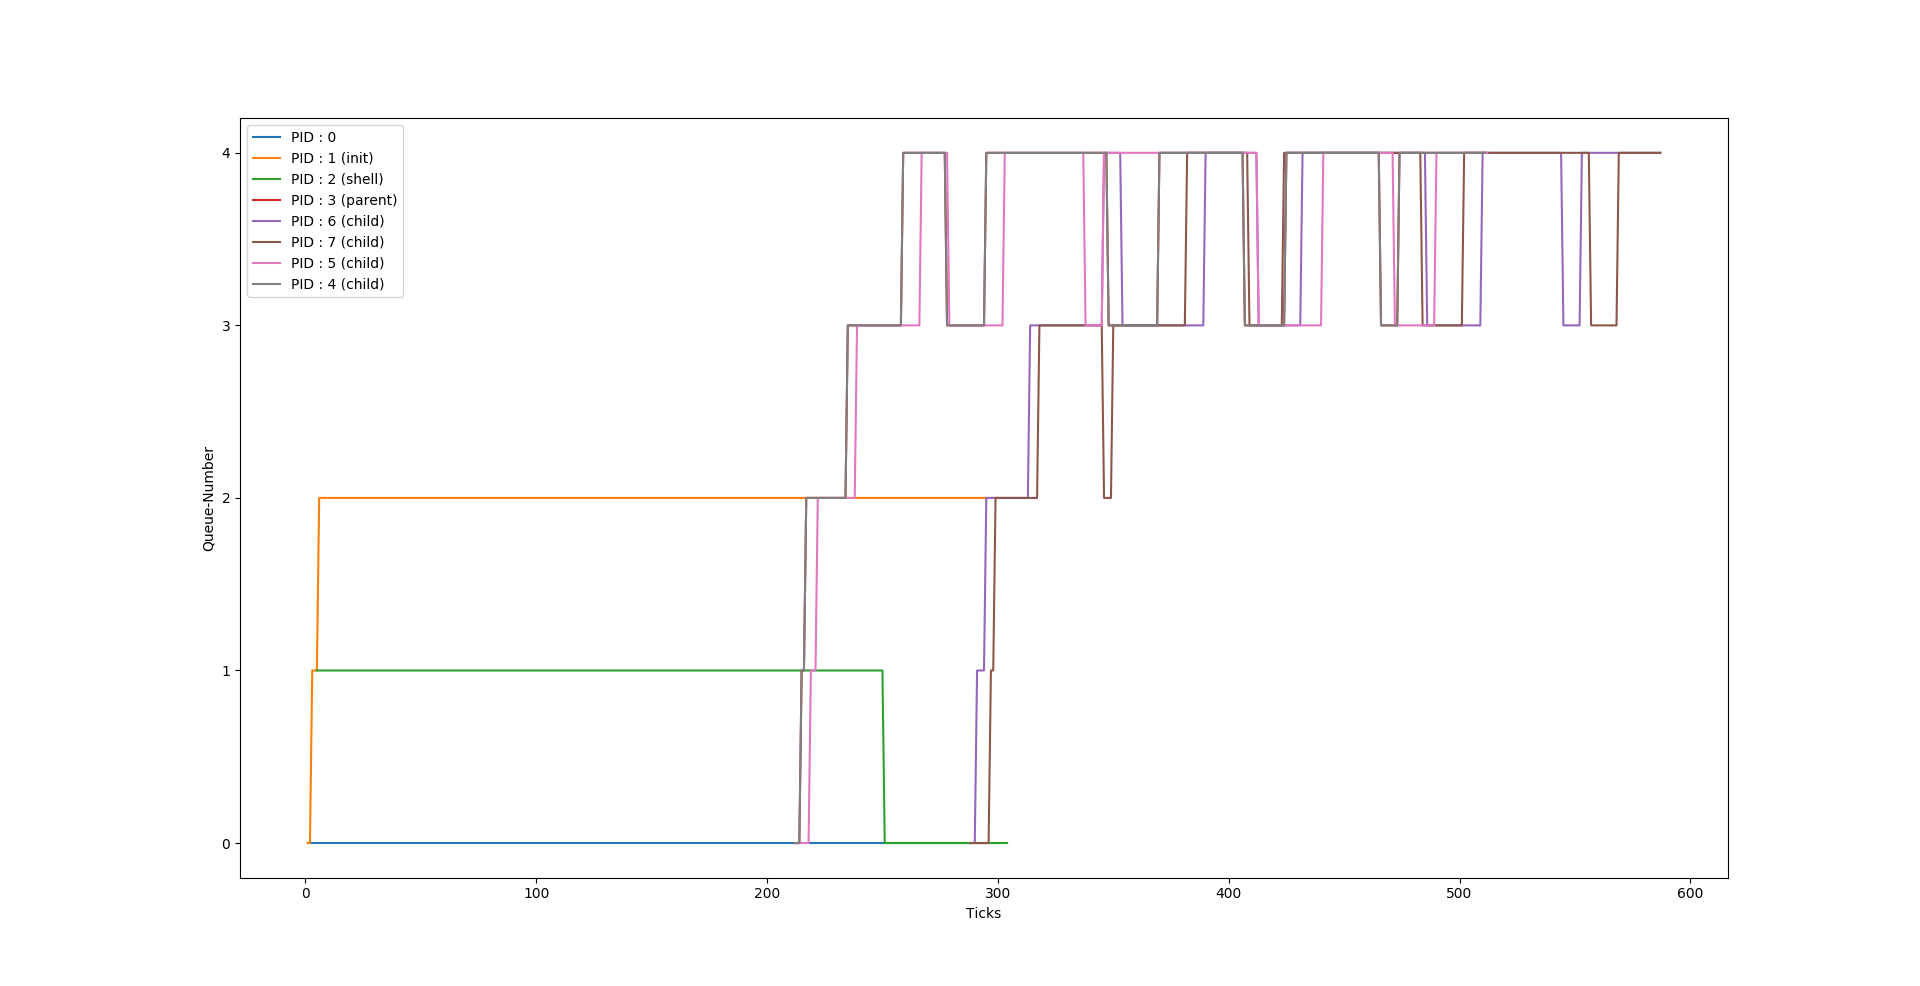 PID : 0
PID : 1 (init)
PID : 2 (shell)
PID : 3 (parent)
PID : 6 (child)
PID : 7 (child)
PID : 5 (child)
PID : 4 (child)
4
3
2
1
0
Queue-Number
0 100 200 300 400 500 600
Ticks